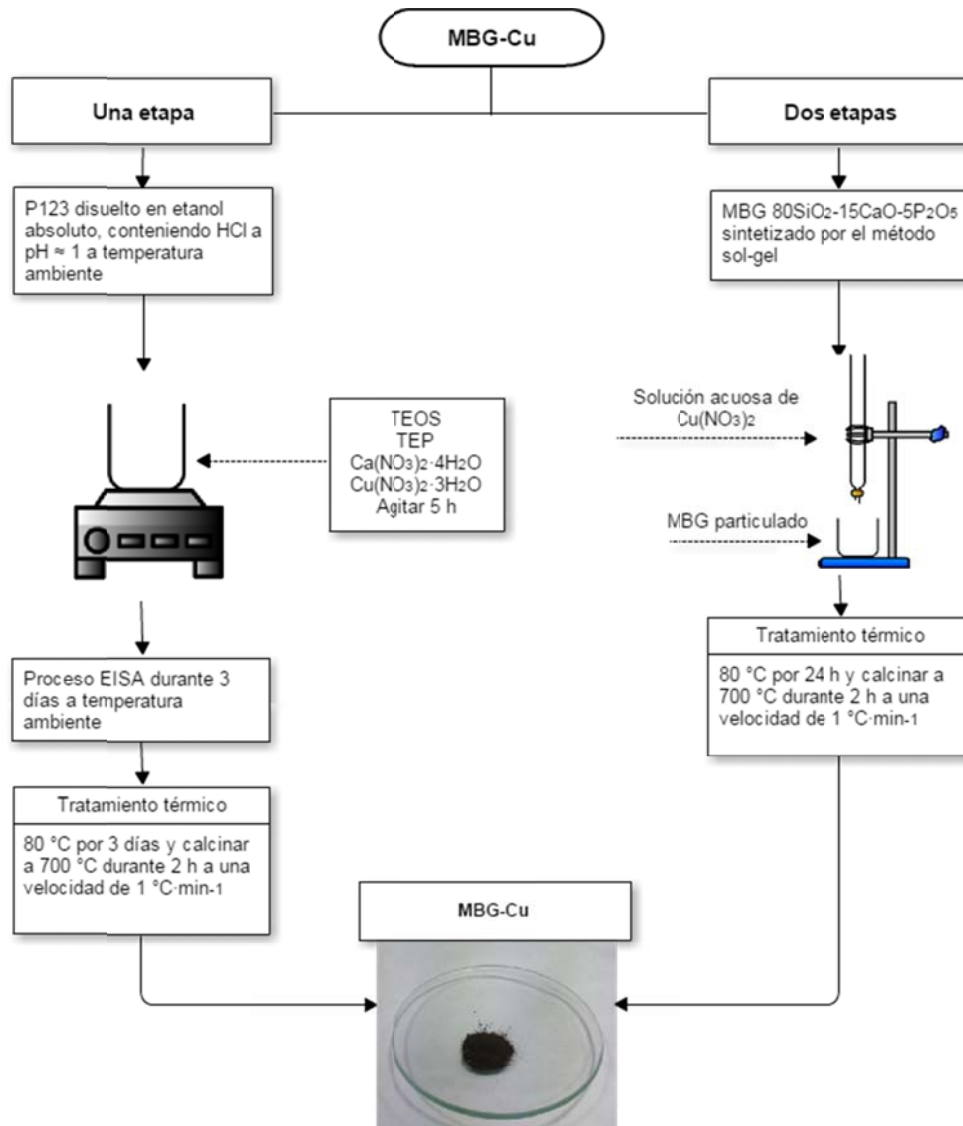 MBG-Cu
Una etapa
P123 disuelto en etanol
absoluto, conteniendo HCl a
pH ≈ 1 a temperatura
ambiente
TEOS
TEP
Ca(NO3)2·4H2O
Cu(NO3)2·3H2O
Agitar 5 h
Proceso EISA durante 3
días a temperatura
ambiente
Tratamiento térmico
80 °C por 3 días y calcinar
a 700 °C durante 2 h a una
velocidad de 1 °C·min-1
Dos etapas
MBG 80SiO2-15CaO-5P2O5
sintetizado por el método
sol-gel
Solución acuosa de
Cu(NO3)2
MBG particulado
Tratamiento térmico
80 °C por 24 h y calcinar a
700 °C durante 2 h a una
velocidad de 1 °C·min-1
MBG-Cu